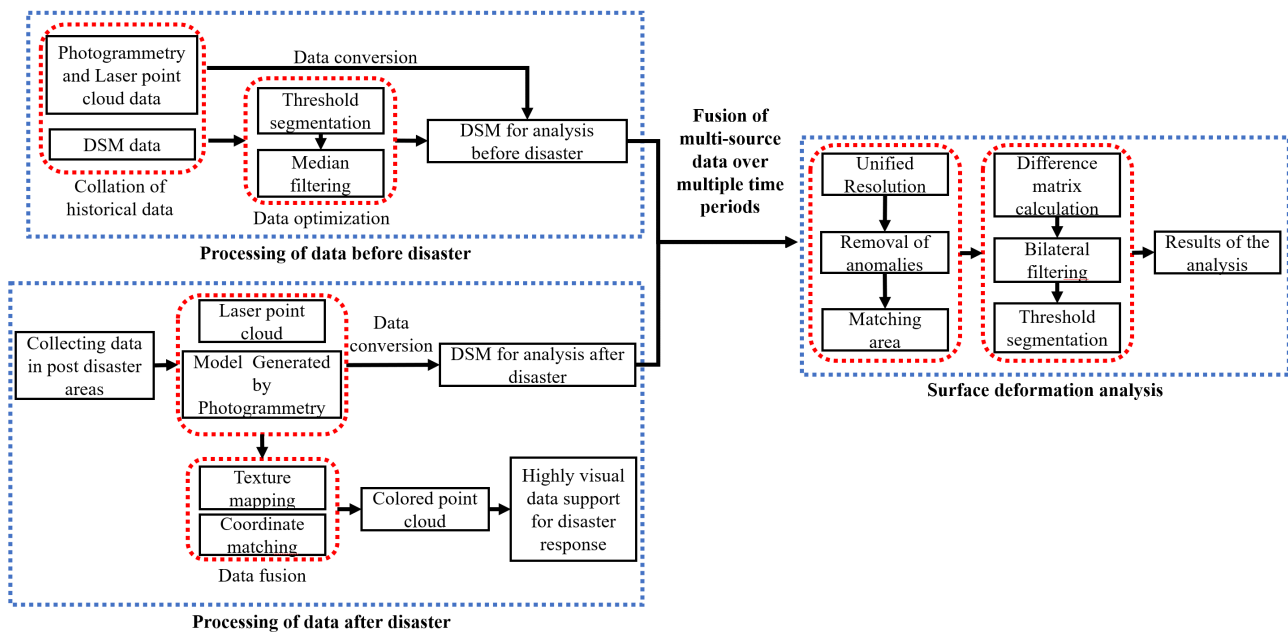 Photogrammetry
and Laser point
cloud data
DSM data
Collation of
historical data
Data conversion
Threshold
segmentation
Median
filtering
Data optimization
DSM for analysis
before disaster
Processing of data before disaster
Collecting data
in post disaster
areas
Laser point
cloud
Model  Generated
by
Photogrammetry
Data
conversion
DSM for analysis after
disaster
Texture
mapping
Coordinate
matching
Data fusion
Colored point
cloud
Highly visual
data support
for disaster
response
Processing of data after disaster
Fusion of
multi-source
data over
multiple time
periods
Unified
Resolution
Removal of
anomalies
Matching
area
Difference
matrix
calculation
Bilateral
filtering
Threshold
segmentation
Results of the
analysis
Surface deformation analysis